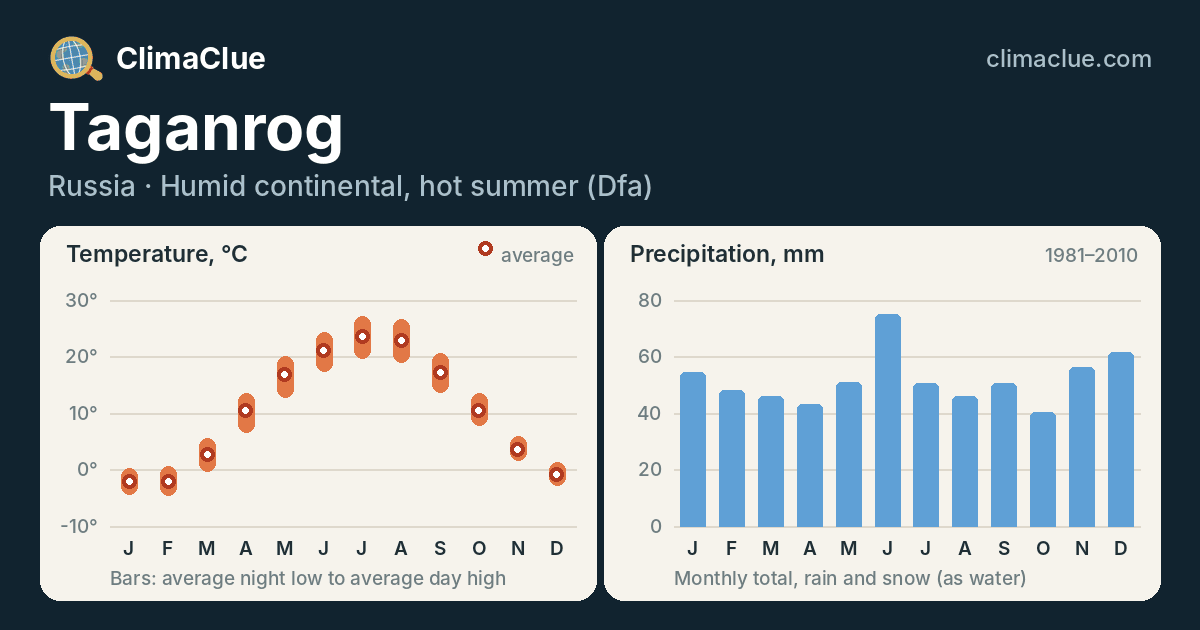 ClimaClue
climaclue.com
Taganrog
Russia · Humid continental, hot summer (Dfa)
Temperature, °C
average
30°
20°
10°
0°
-10°
J F M A M J J A S O N D
Bars: average night low to average day high
Precipitation, mm
1981–2010
80
60
40
20
0
J F M A M J J A S O N D
Monthly total, rain and snow (as water)